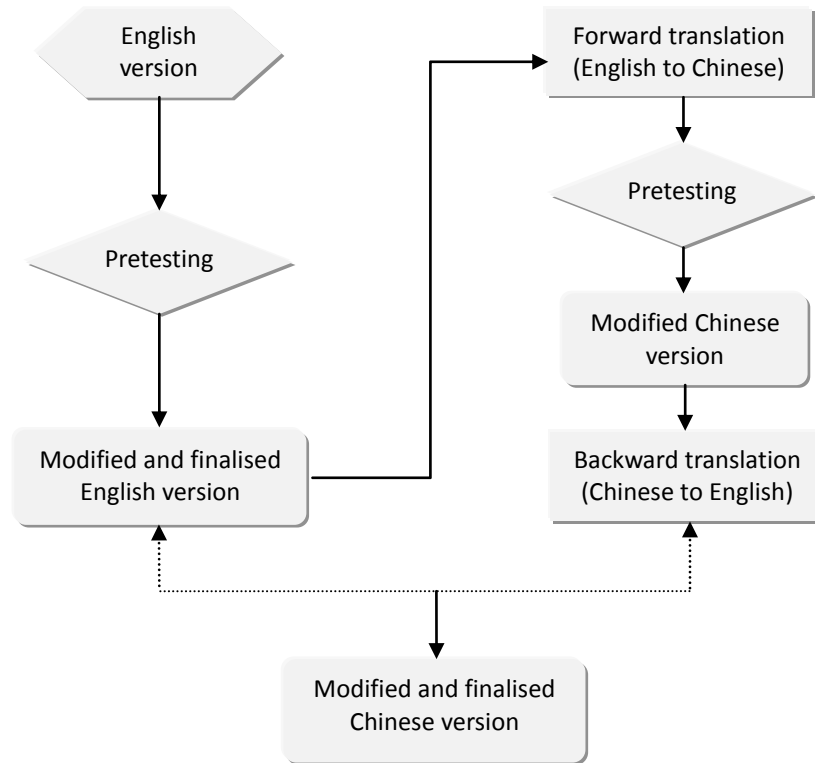 English
version
Pretesting
Modified and finalised
English version
Forward translation
(English to Chinese)
Pretesting
Modified Chinese
version
Backward translation
(Chinese to English)
Modified and finalised
Chinese version